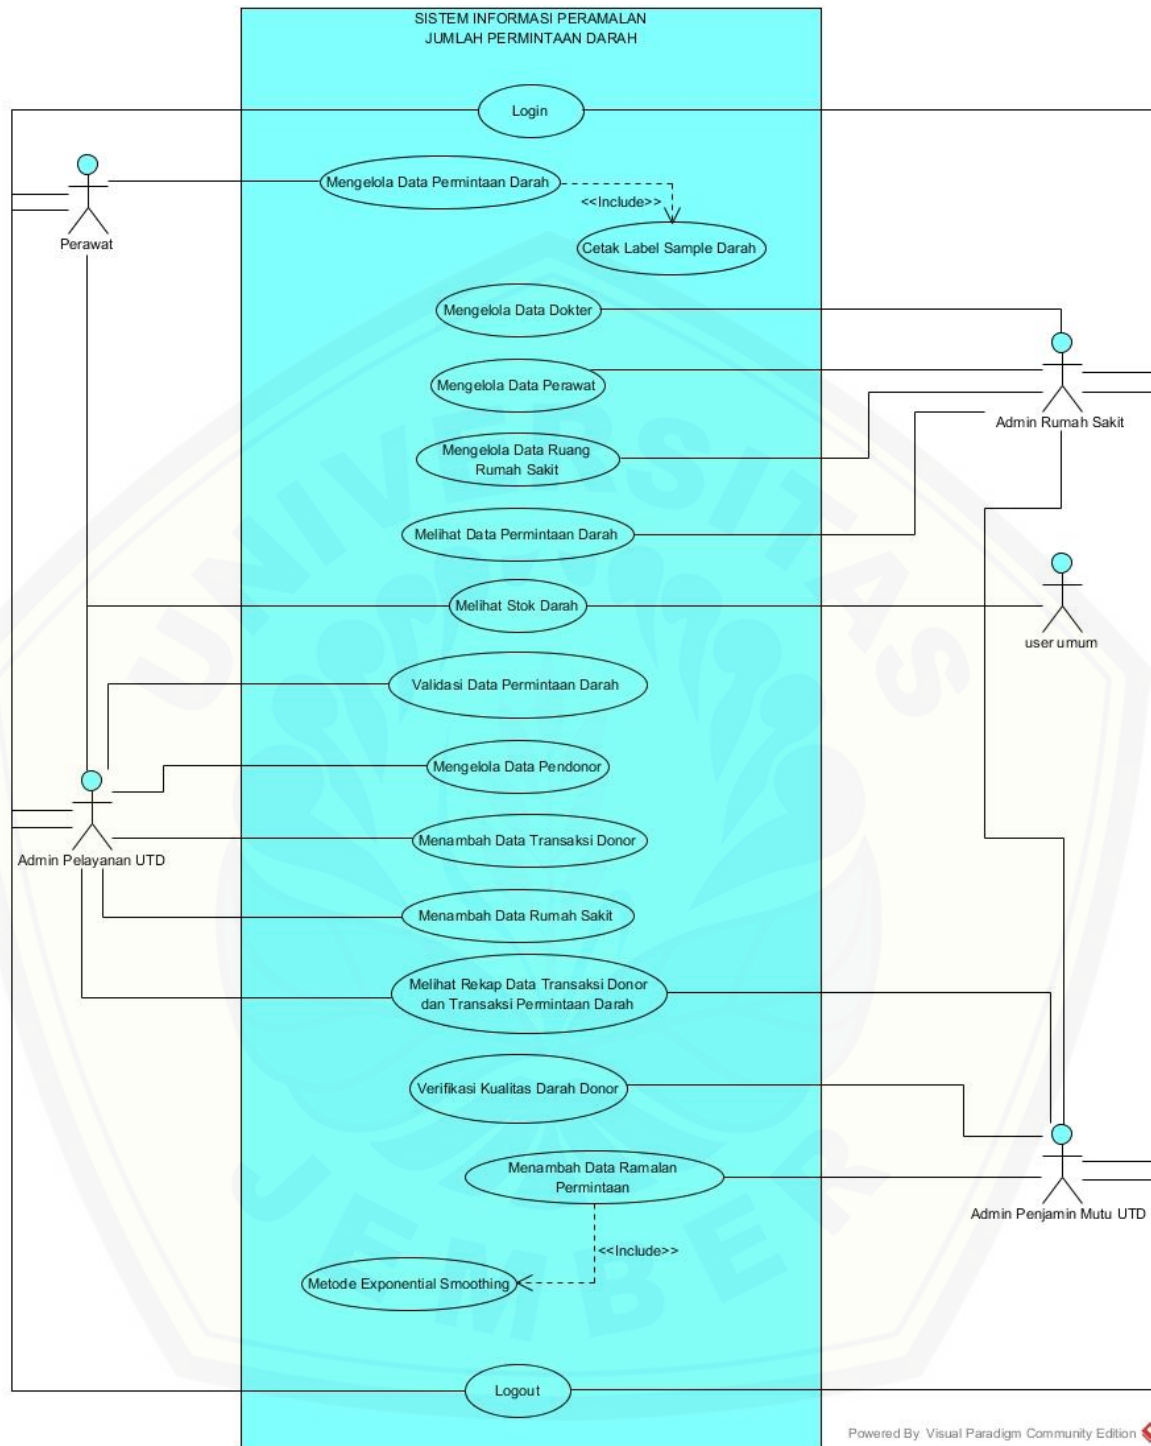 SISTEM INFORMASI PERAMALAN
JUMLAH PERMINTAAN DARAH
Login
Mengelola Data Permintaan Darah
<<Include>>
Perawat
Cetak Label Sample Darah
Mengelola Data Dokter
Mengelola Data Perawat
Admin Rumah Sakit
Mengelola Data Ruang
Rumah Sakit
Melihat Data Permintaan Darah
Melihat Stok Darah
user umum
Validasi Data Permintaan Darah
Mengelola Data Pendonor
Menambah Data Transaksi Donor
Admin Pelayanan UTD
Menambah Data Rumah Sakit
Melihat Rekap Data Transaksi Donor
dan Transaksi Permintaan Darah
Verifikasi Kualitas Darah Donor
Menambah Data Ramalan
Permintaan
Admin Penjamin Mutu UTD
<<Include>>
Metode Exponential Smoothing
Logout
UNIVERSITAS
JEMBER
Powered By Visual Paradigm Community Edition